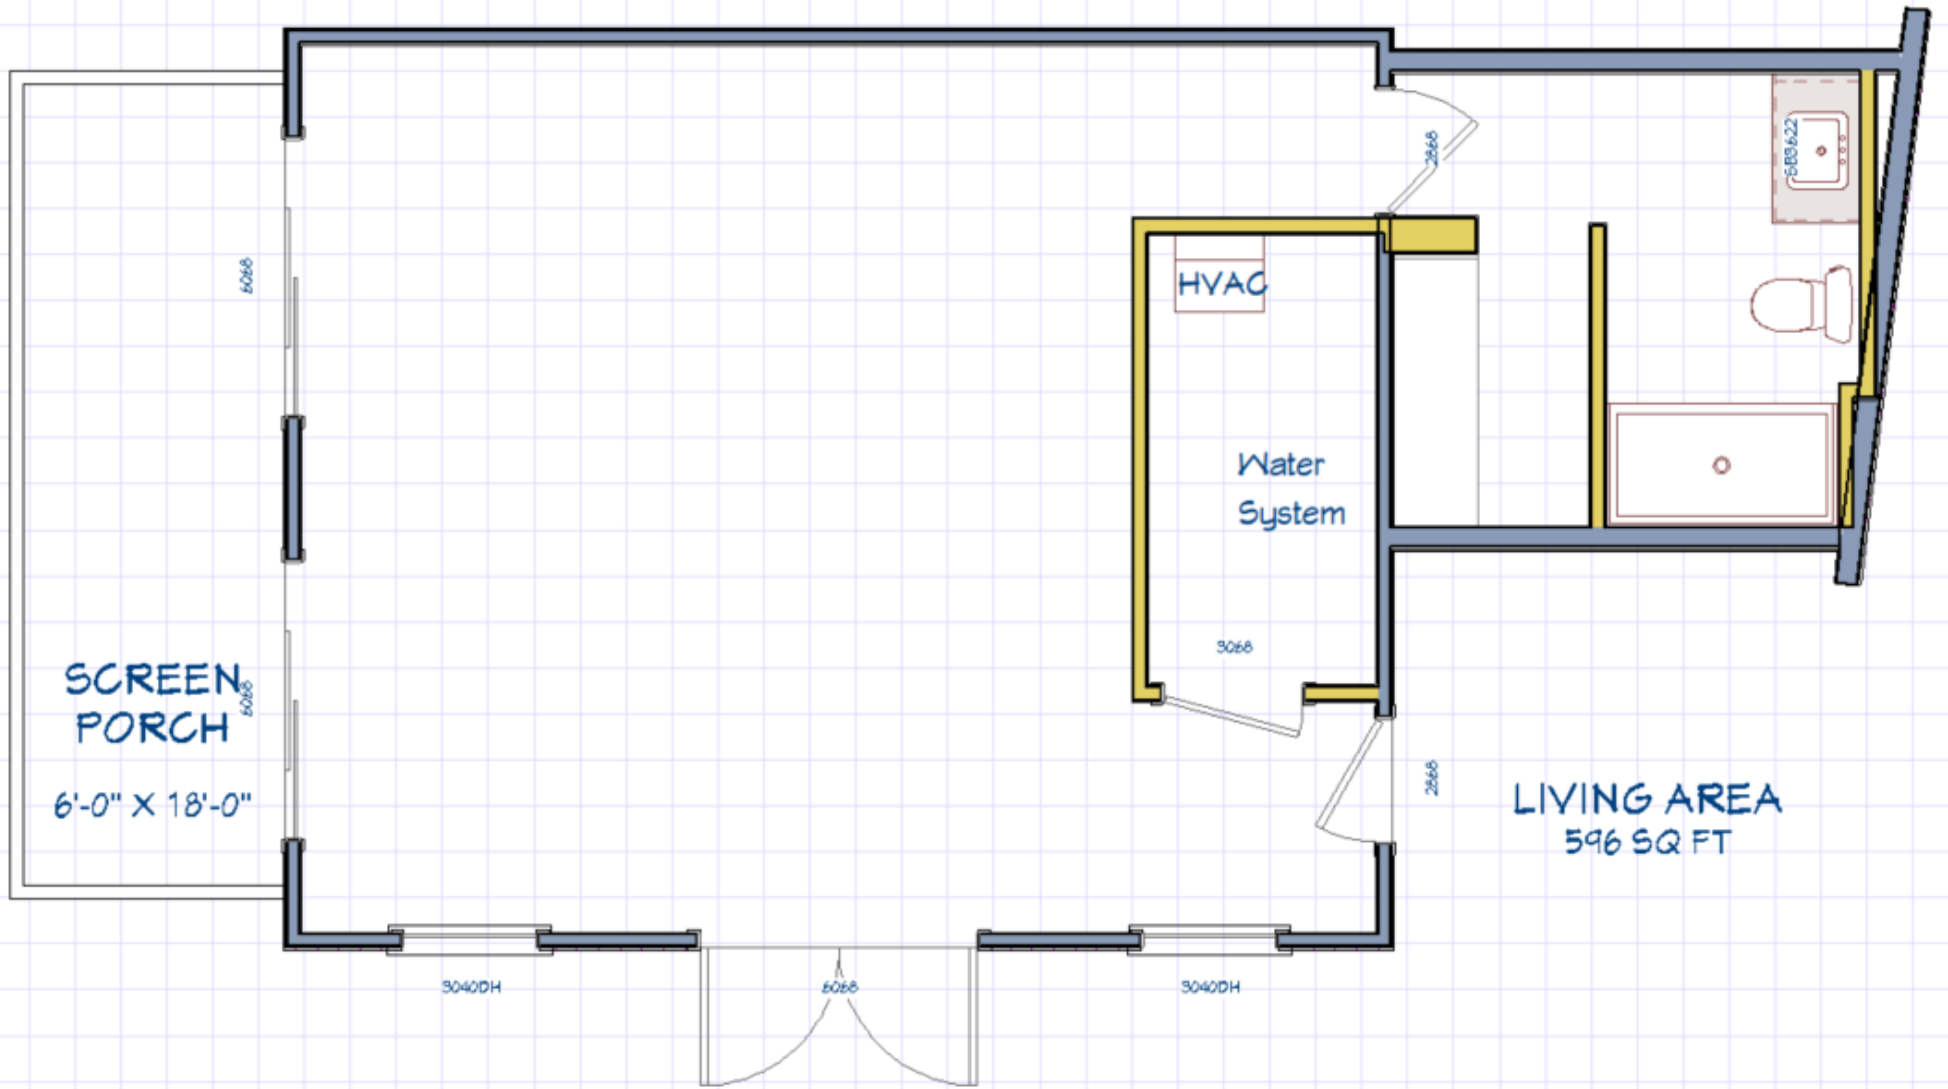 2868
SB3622
6068
HVAC
Water
System
3068
SCREEN
PORCH
6068
6'-0" X 18'-0"
2868
LIVING AREA
596 SQ FT
3040DH
6068
3040DH